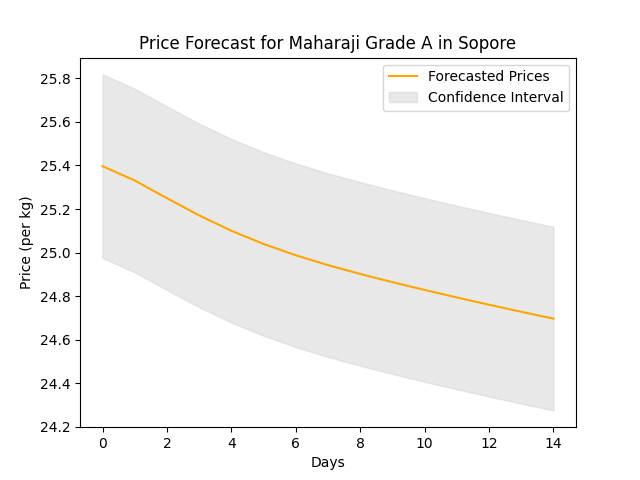 Price Forecast for Maharaji Grade A in Sopore
Forecasted Prices
Confidence Interval
Price (per kg)
25.8
25.6
25.4
25.2
25.0
24.8
24.6
24.4
24.2
0 2 4 6 8 10 12 14
Days